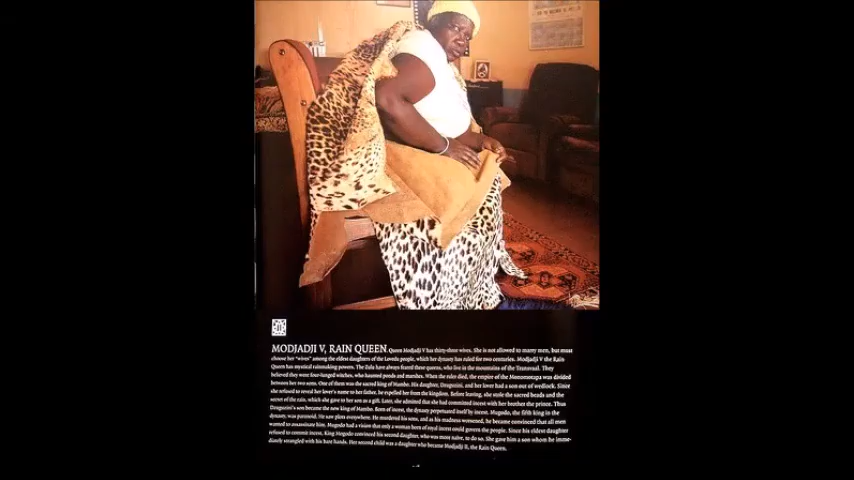 MODJADJI V, RAIN QUEEN. Queen Modjadji V has thirty-three wives. She is not allowed to marry men, but must
choose her "wives" among the eldest daughters of the Lovedu people, which her dynasty has ruled for two centuries. Modjadji V the Rain
Queen has mystical rainmaking powers. The Zulu have always feared these queens, who live in the mountains of the Transvaal. They
believed they were four-lunged witches, who haunted ponds and marshes. When the ruler died, the empire of the Monomotapa was divided
between her two sons. One of them was the sacred king of Mambo. His daughter, Dzugurini, and her lover had a son out of wedlock. Since
she refused to reveal her lover's name to her father, he expelled her from the kingdom. Before leaving, she stole the sacred beads and the
secret of the rain, which she gave to her son as a gift. Later, she admitted that she had committed incest with her brother the prince. Thus
Dzugurini's son became the new king of Mambo. Born of incest, the dynasty perpetuated itself by incest. Mugodo, the fifth king in the
dynasty, was paranoid. He saw plots everywhere. He murdered his sons, and as his madness worsened, he became convinced that all men
wanted to assassinate him. Mugodo had a vision that only a woman born of royal incest could govern the people. Since his eldest daughter
refused to commit incest, King Mugodo convinced his second daughter, who was more naive, to do so. She gave him a son whom he imme-
diately strangled with his bare hands. Her second child was a daughter who became Modjadji II, the Rain Queen.